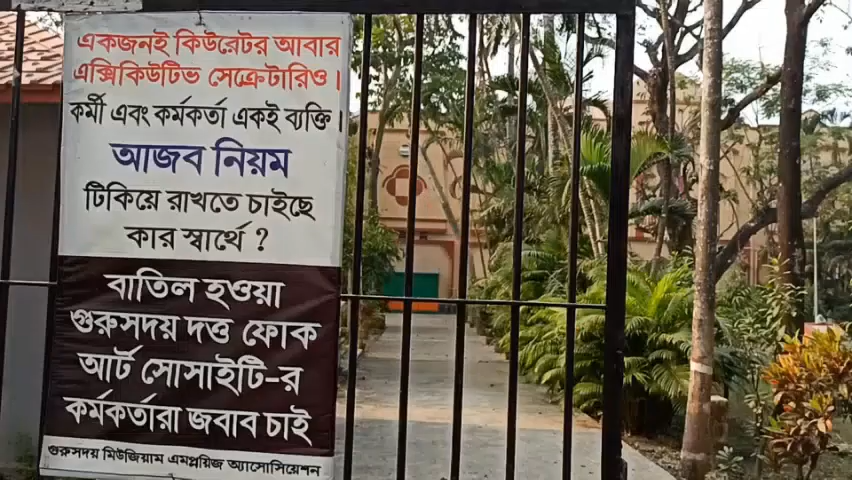 একজনই কিউরেটর আবার
এক্সিকিউটিভ সেক্রেটারিও।
কর্মী এবং কর্মকর্তা একই ব্যক্তি।
আজব নিয়ম
টিকিয়ে রাখতে চাইছে
কার স্বার্থে ?
বাতিল হওয়া
গুরুসদয় দত্ত ফোক
আর্ট সোসাইটি-র
কর্মকর্তারা জবাব চাই
গুরুসদয় মিউজিয়াম এমপ্লয়িজ অ্যাসোসিয়েশন